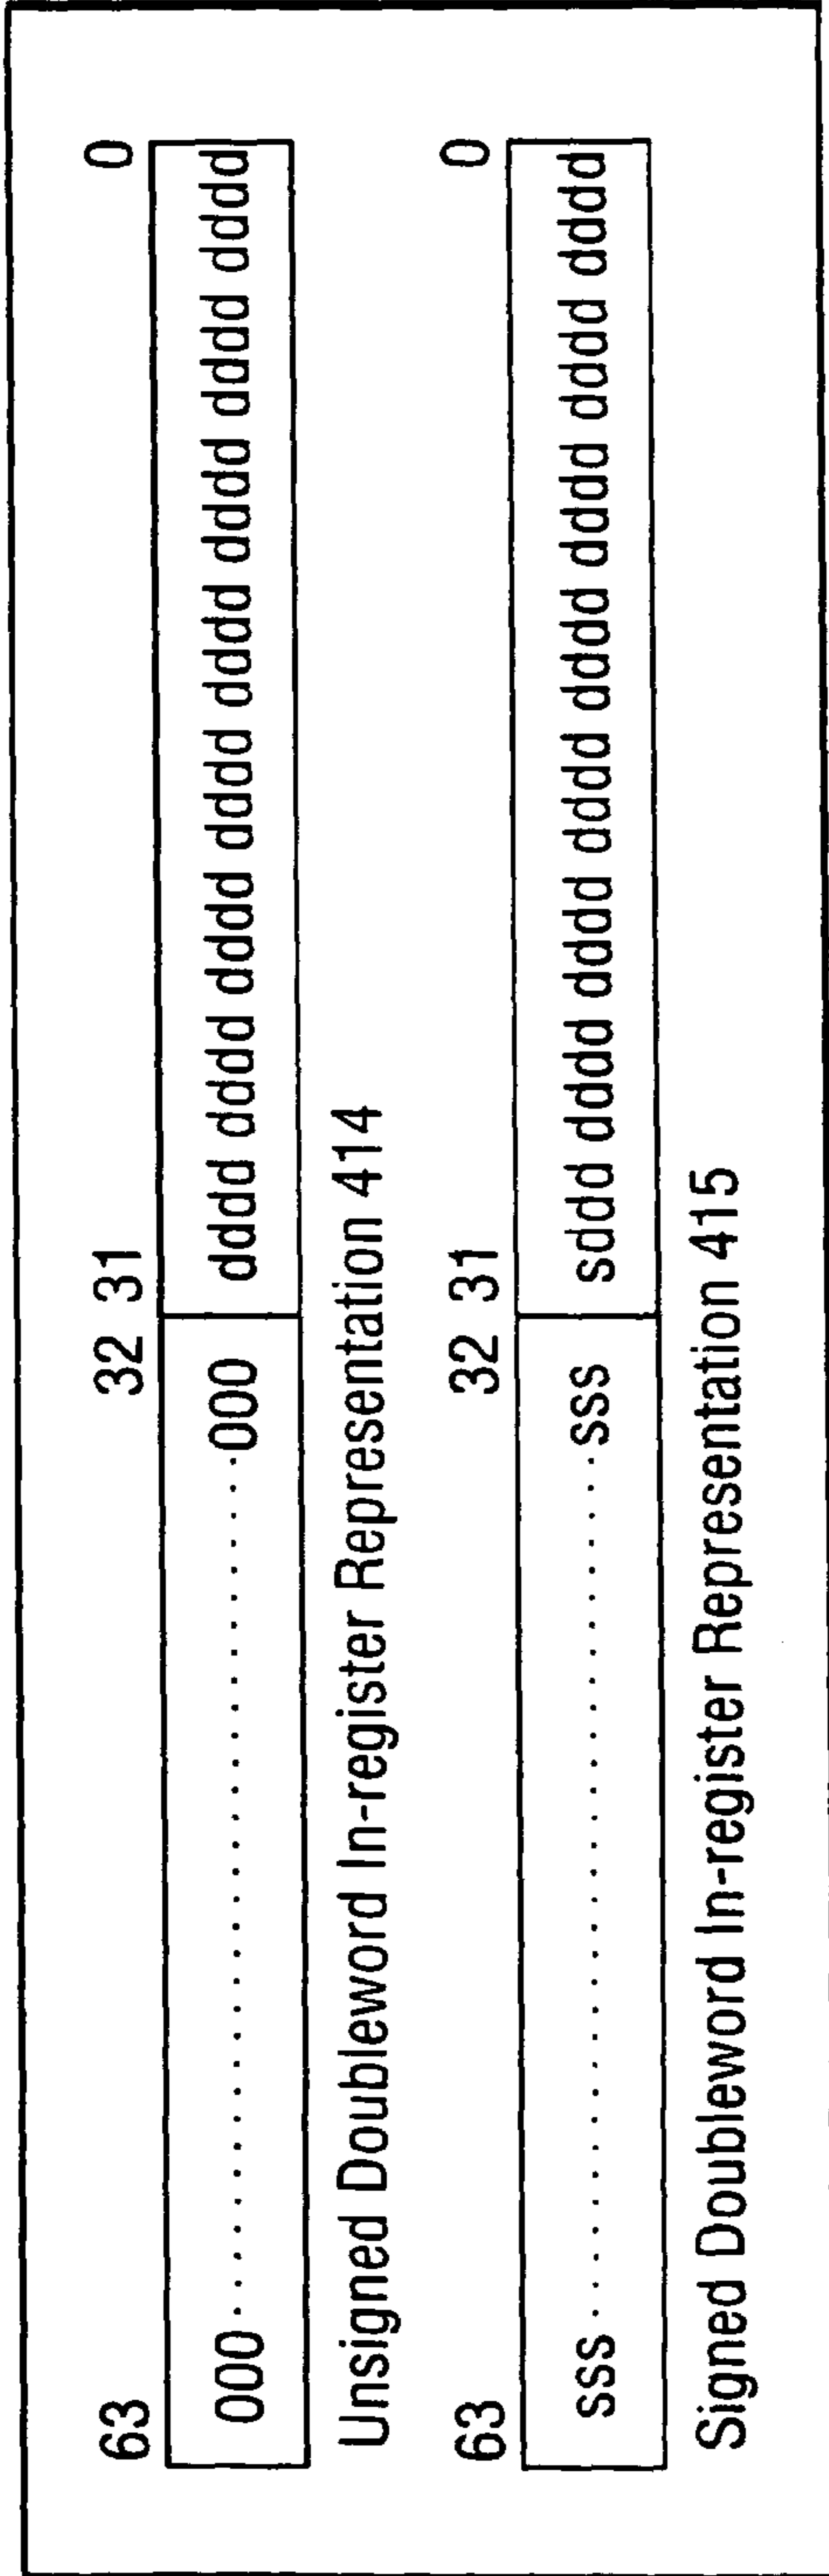 63 32 31 0
000..............................000 dddd dddd dddd dddd dddd dddd dddd dddd
Unsigned Doubleword In-register Representation 414
63 32 31 0
sss..............................sss sddd dddd dddd dddd dddd dddd dddd dddd
Signed Doubleword In-register Representation 415